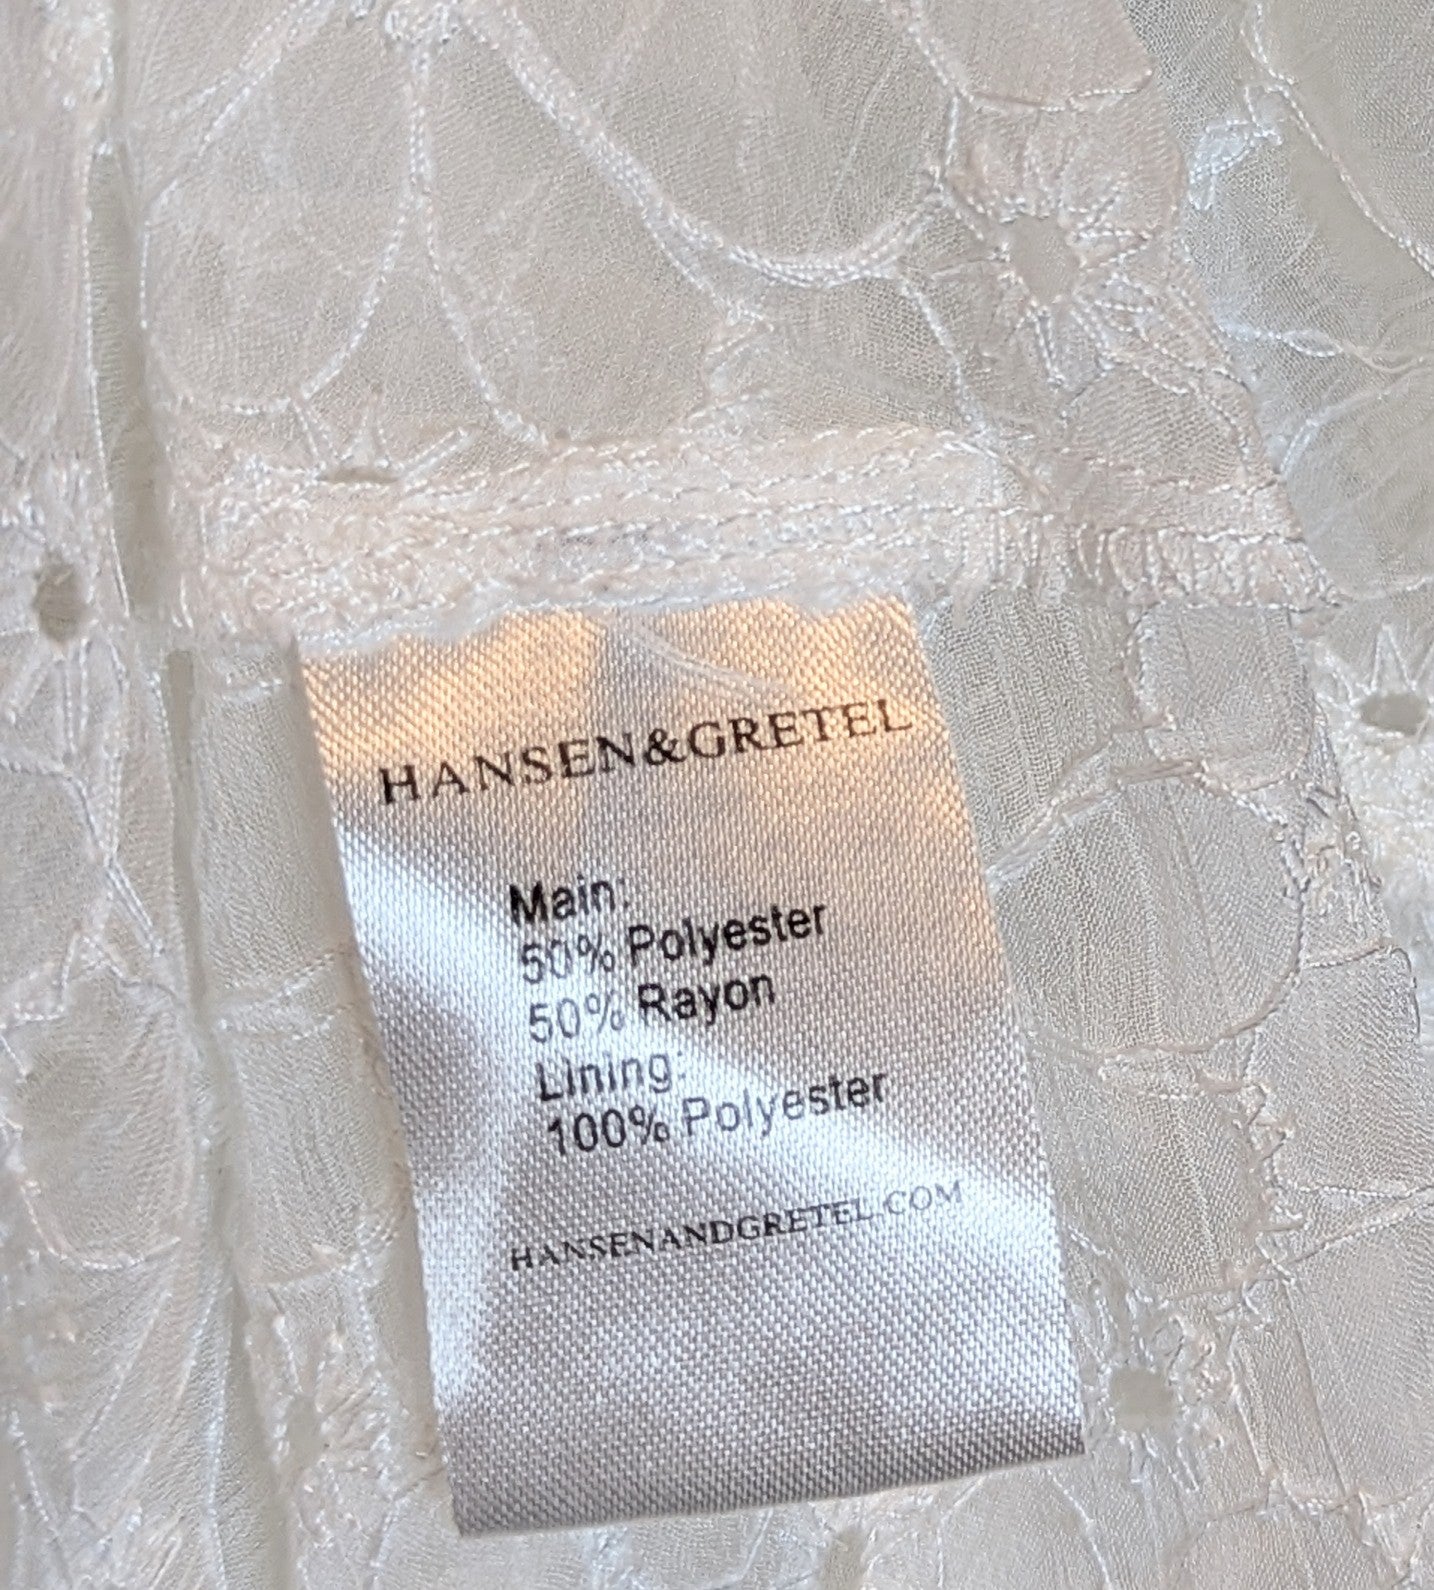 HANSEN&GRETEL
Main:
50% Polyester
50% Rayon
Lining:
100% Polyester
HANSENANDGRETEL.COM